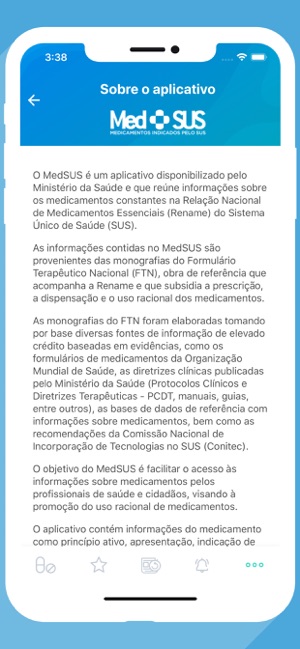 3:38
Sobre o aplicativo
Med SUS
MEDICAMENTOS INDICADOS PELO SUS
O MedSUS é um aplicativo disponibilizado pelo
Ministério da Saúde e que reúne informações sobre
os medicamentos constantes na Relação Nacional
de Medicamentos Essenciais (Rename) do Sistema
Único de Saúde (SUS).
As informações contidas no MedSUS são
provenientes das monografias do Formulário
Terapêutico Nacional (FTN), obra de referência que
acompanha a Rename e que subsidia a prescrição,
a dispensação e o uso racional dos medicamentos.
As monografias do FTN foram elaboradas tomando
por base diversas fontes de informação de elevado
crédito baseadas em evidências, como os
formulários de medicamentos da Organização
Mundial de Saúde, as diretrizes clínicas publicadas
pelo Ministério da Saúde (Protocolos Clínicos e
Diretrizes Terapêuticas - PCDT, manuais, guias,
entre outros), as bases de dados de referência com
informações sobre medicamentos, bem como as
recomendações da Comissão Nacional de
Incorporação de Tecnologias no SUS (Conitec).
O objetivo do MedSUS é facilitar o acesso às
informações sobre medicamentos pelos
profissionais de saúde e cidadãos, visando à
promoção do uso racional de medicamentos.
O aplicativo contém informações do medicamento
como princípio ativo, apresentação, indicação de